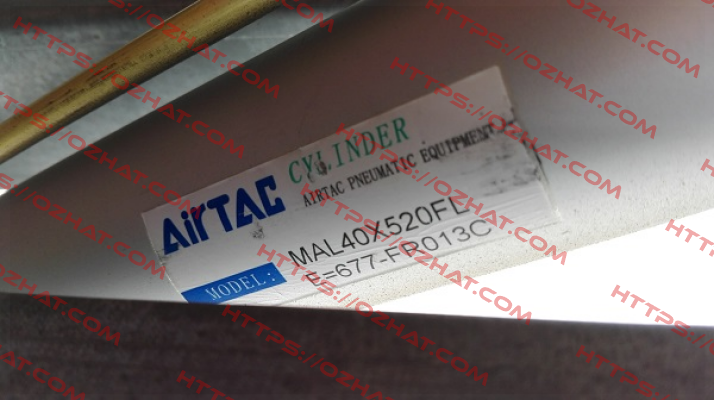 AirTAC CYLINDER
AIRTAC PNEUMATIC EQUIPMENT
MODEL: MAL40X520FL
E=677-FR013C
HTTPS://OZHAT.COM